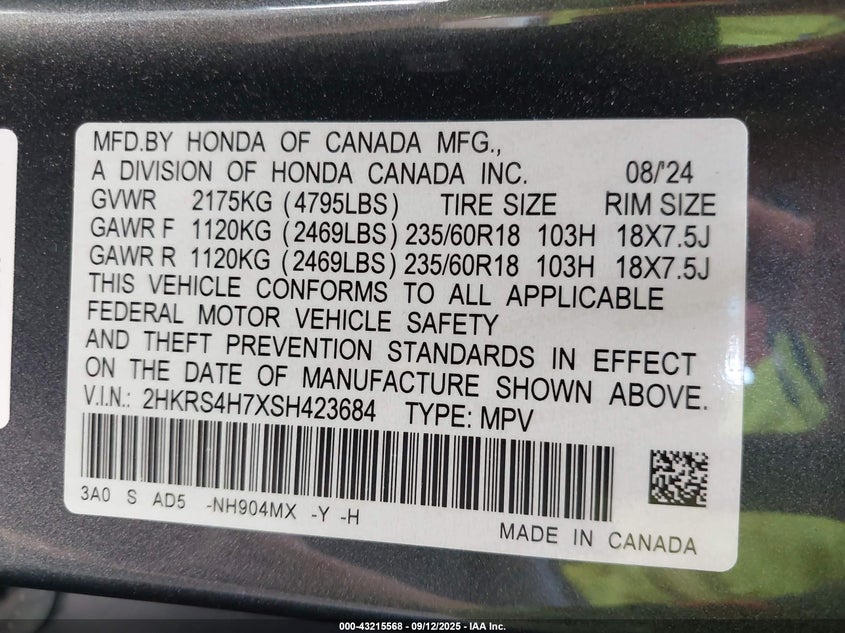 MFD.BY HONDA OF CANADA MFG.,
A DIVISION OF HONDA CANADA INC. 08/'24
GVWR 2175KG (4795LBS) TIRE SIZE RIM SIZE
GAWR F 1120KG (2469LBS) 235/60R18 103H 18X7.5J
GAWR R 1120KG (2469LBS) 235/60R18 103H 18X7.5J
THIS VEHICLE CONFORMS TO ALL APPLICABLE
FEDERAL MOTOR VEHICLE SAFETY
AND THEFT PREVENTION STANDARDS IN EFFECT
ON THE DATE OF MANUFACTURE SHOWN ABOVE.
V.I.N.: 2HKRS4H7XSH423684 TYPE: MPV
3A0 S AD5 -NH904MX -Y -H
MADE IN CANADA
000-43215568 - 09/12/2025 - IAA Inc.